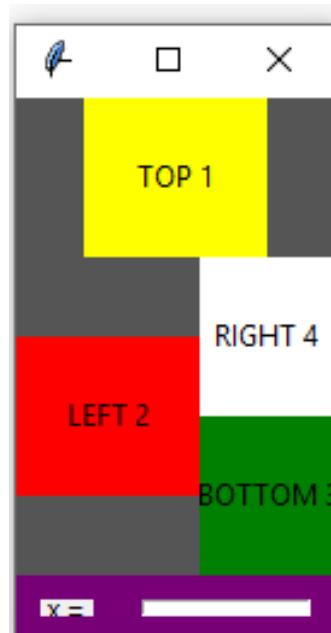 TOP 1
RIGHT 4
LEFT 2
BOTTOM 3
x =